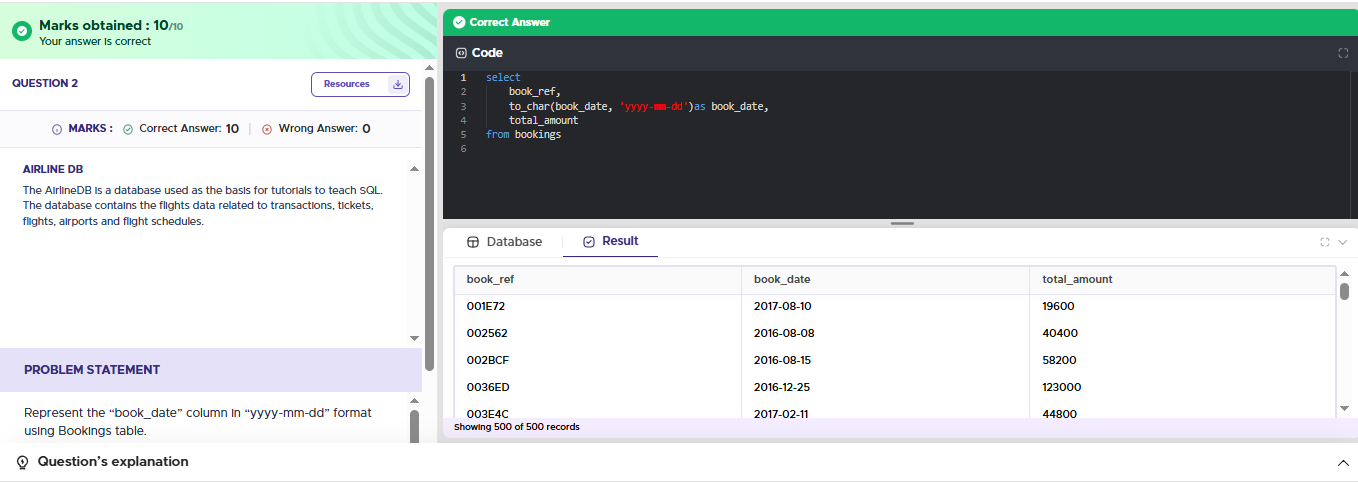 Marks obtained : 10/10
Your answer is correct
QUESTION 2
Resources
MARKS : Correct Answer: 10 | Wrong Answer: 0
AIRLINE DB
The AirlineDB is a database used as the basis for tutorials to teach SQL.
The database contains the flights data related to transactions, tickets,
flights, airports and flight schedules.
PROBLEM STATEMENT
Represent the “book_date” column in “yyyy-mm-dd” format
using Bookings table.
Correct Answer
Code
1 select
2 book_ref,
3 to_char(book_date, 'yyyy-mm-dd')as book_date,
4 total_amount
5 from bookings
6
Database Result
book_ref book_date total_amount
001E72 2017-08-10 19600
002562 2016-08-08 40400
002BCF 2016-08-15 58200
0036ED 2016-12-25 123000
003E4C 2017-02-11 44800
Showing 500 of 500 records
Question’s explanation